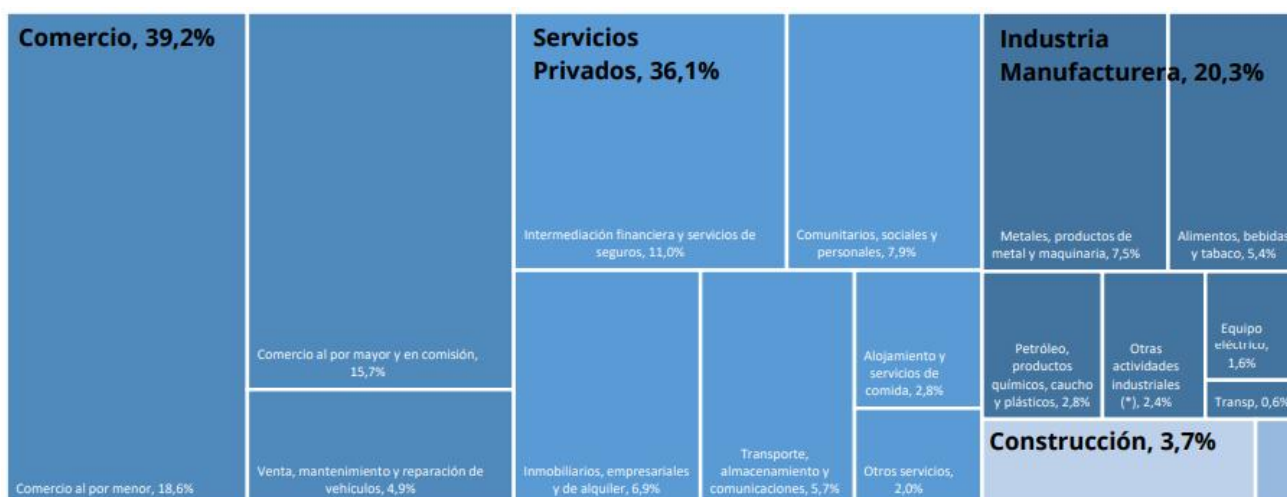 Comercio, 39,2%
Comercio al por menor, 18,6%
Comercio al por mayor y en comisión,
15,7%
Venta, mantenimiento y reparación de
vehículos, 4,9%
Servicios
Privados, 36,1%
Intermediación financiera y servicios de
seguros, 11,0%
Comunitarios, sociales y
personales, 7,9%
Inmobiliarios, empresariales
y de alquiler, 6,9%
Transporte,
almacenamiento y
comunicaciones, 5,7%
Alojamiento y
servicios de
comida, 2,8%
Otros servicios,
2,0%
Industria
Manufacturera, 20,3%
Metales, productos de
metal y maquinaria, 7,5%
Alimentos, bebidas
y tabaco, 5,4%
Petróleo,
productos
químicos, caucho
y plásticos, 2,8%
Otras
actividades
industriales
(*), 2,4%
Equipo
eléctrico,
1,6%
Transp, 0,6%
Construcción, 3,7%